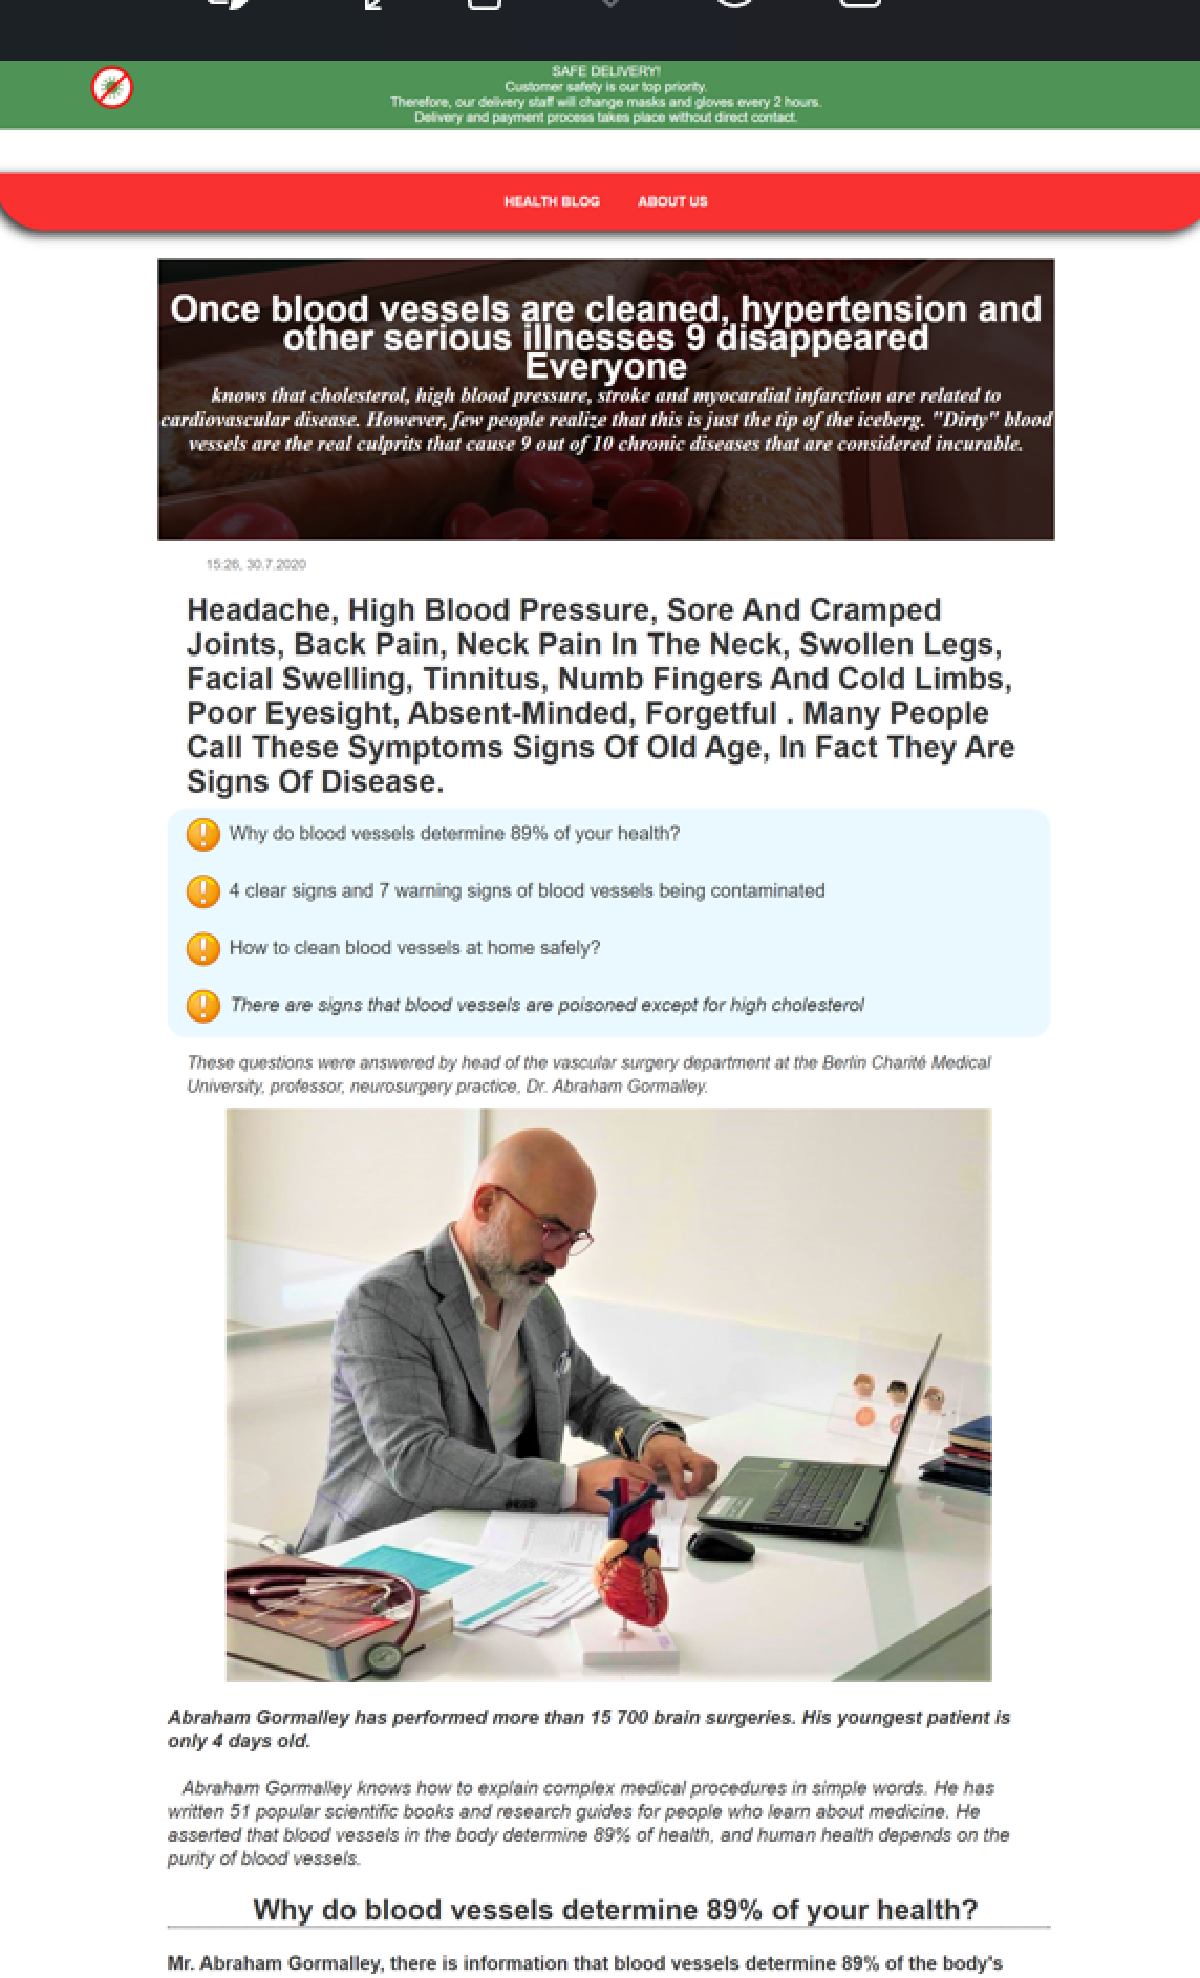 SAFE DELIVERY!
Customer safety is our top priority.
Therefore, our delivery staff will change masks and gloves every 2 hours.
Delivery and payment process takes place without direct contact.
HEALTH BLOG ABOUT US
Once blood vessels are cleaned, hypertension and
other serious illnesses 9 disappeared
Everyone
knows that cholesterol, high blood pressure, stroke and myocardial infarction are related to
cardiovascular disease. However, few people realize that this is just the tip of the iceberg. "Dirty" blood
vessels are the real culprits that cause 9 out of 10 chronic diseases that are considered incurable.
15:26, 30.7.2020
Headache, High Blood Pressure, Sore And Cramped
Joints, Back Pain, Neck Pain In The Neck, Swollen Legs,
Facial Swelling, Tinnitus, Numb Fingers And Cold Limbs,
Poor Eyesight, Absent-Minded, Forgetful . Many People
Call These Symptoms Signs Of Old Age, In Fact They Are
Signs Of Disease.
Why do blood vessels determine 89% of your health?
4 clear signs and 7 warning signs of blood vessels being contaminated
How to clean blood vessels at home safely?
There are signs that blood vessels are poisoned except for high cholesterol
These questions were answered by head of the vascular surgery department at the Berlin Charité Medical
University, professor, neurosurgery practice, Dr. Abraham Gormalley.
Abraham Gormalley has performed more than 15 700 brain surgeries. His youngest patient is
only 4 days old.
Abraham Gormalley knows how to explain complex medical procedures in simple words. He has
written 51 popular scientific books and research guides for people who learn about medicine. He
asserted that blood vessels in the body determine 89% of health, and human health depends on the
purity of blood vessels.
Why do blood vessels determine 89% of your health?
Mr. Abraham Gormalley, there is information that blood vessels determine 89% of the body's